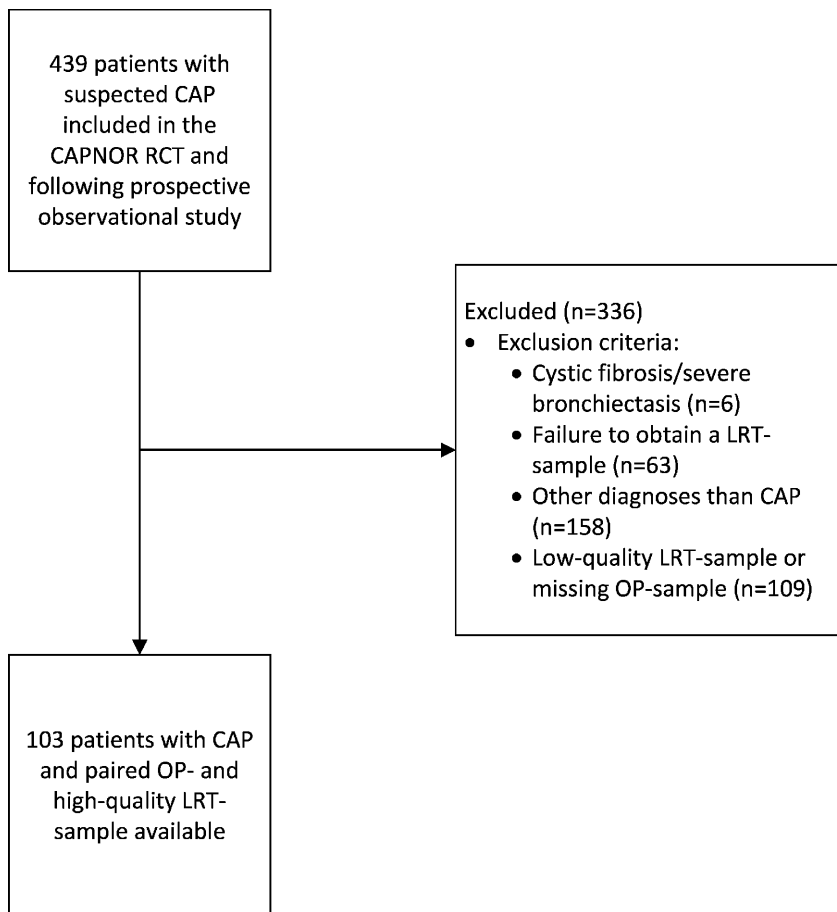 439 patients with
suspected CAP
included in the
CAPNOR RCT and
following prospective
observational study
Excluded (n=336)
• Exclusion criteria:
• Cystic fibrosis/severe
bronchiectasis (n=6)
• Failure to obtain a LRT-
sample (n=63)
• Other diagnoses than CAP
(n=158)
• Low-quality LRT-sample or
missing OP-sample (n=109)
103 patients with CAP
and paired OP- and
high-quality LRT-
sample available